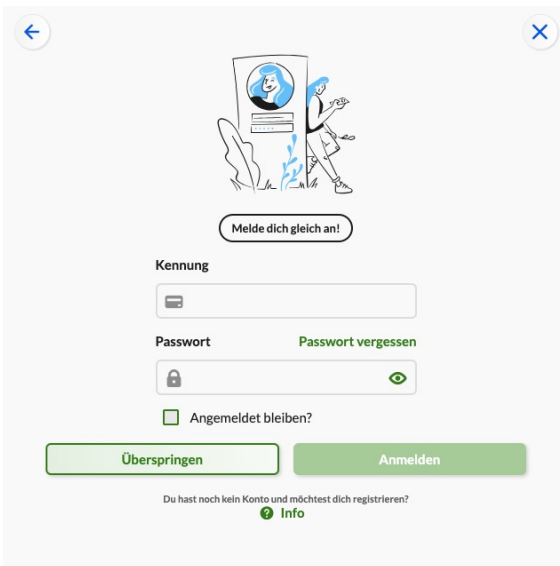 Melde dich gleich an!
Kennung
Passwort Passwort vergessen
Angemeldet bleiben?
Überspringen Anmelden
Du hast noch kein Konto und möchtest dich registrieren?
Info